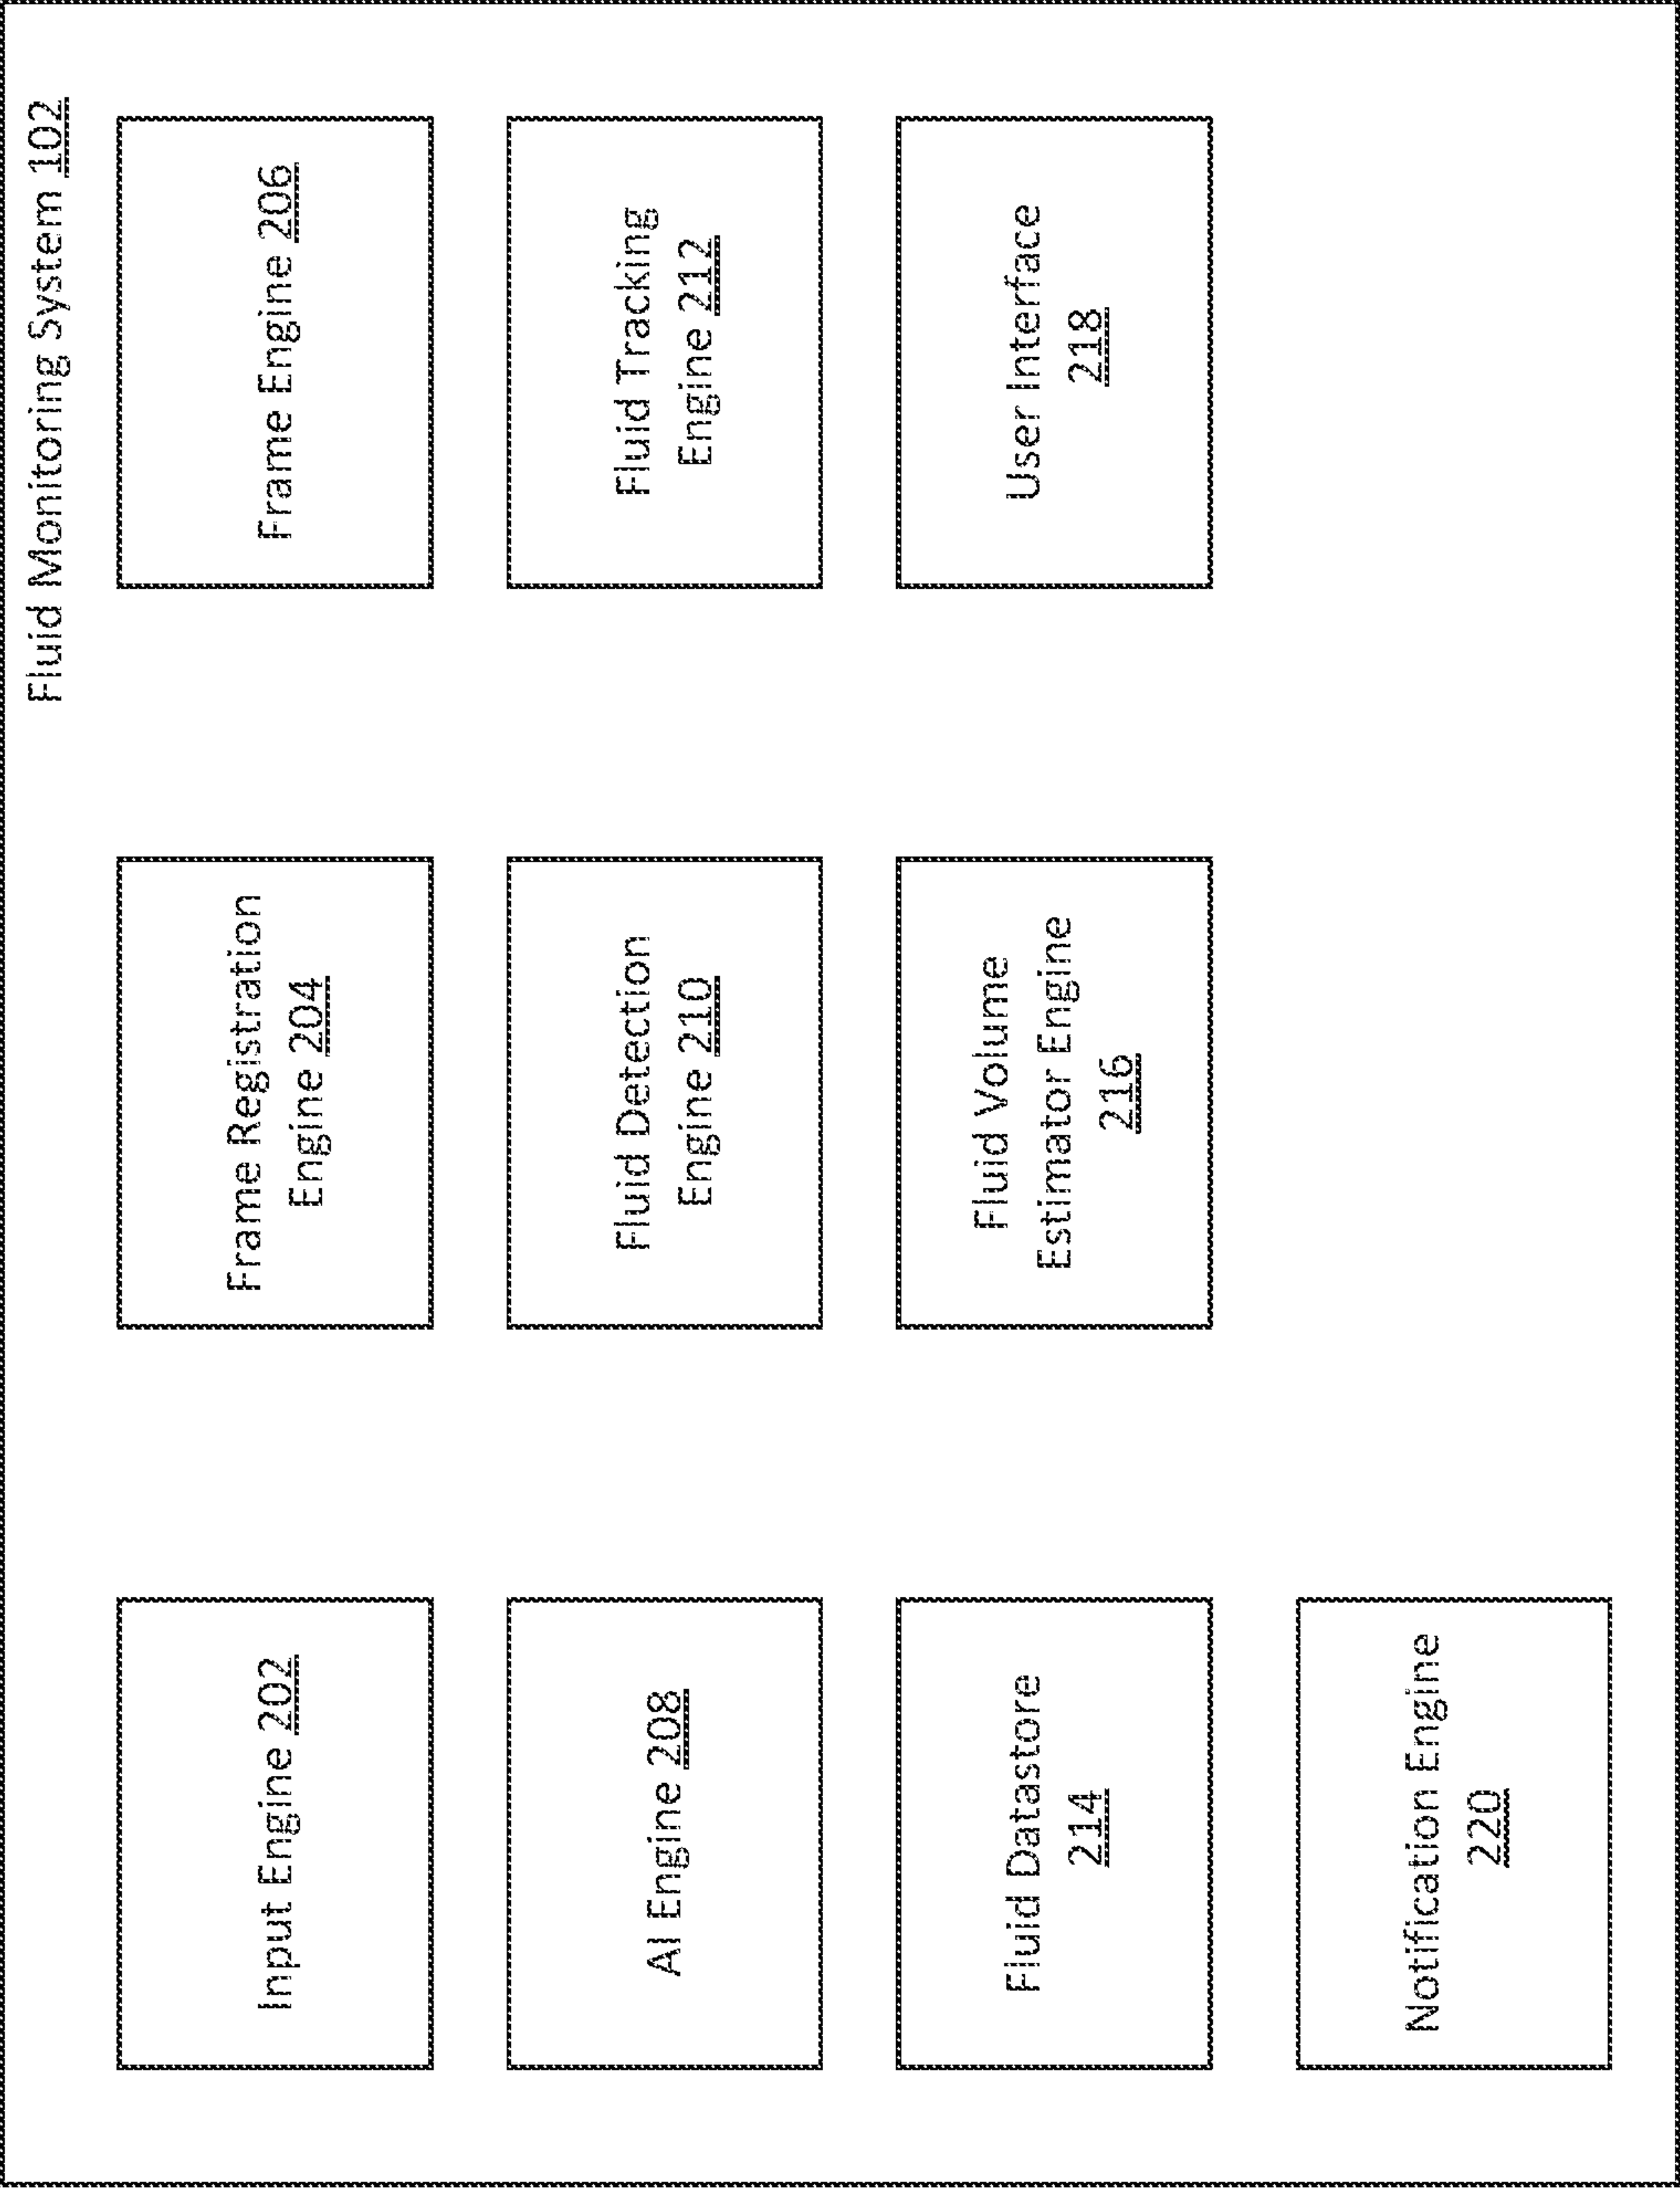 Fluid Monitoring System 102
Input Engine 202
Frame Registration
Engine 204
Frame Engine 206
AI Engine 208
Fluid Detection
Engine 210
Fluid Tracking
Engine 212
Fluid Datastore
214
Fluid Volume
Estimator Engine
216
User Interface
218
Notification Engine
220